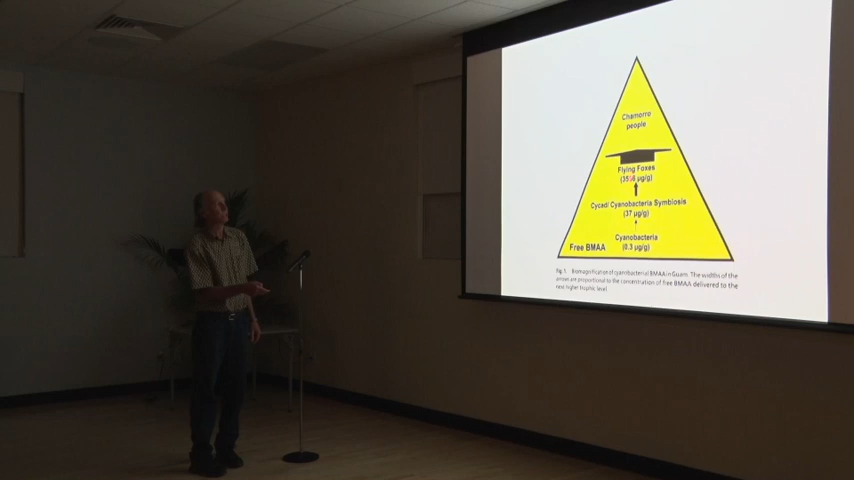 Chamorro
people
Flying Foxes
(3556 µg/g)
Cycad/ Cyanobacteria Symbiosis
(37 µg/g)
Cyanobacteria
Free BMAA (0.3 µg/g)
Fig. 1. Biomagnification of cyanobacterial BMAA in Guam. The widths of the
arrows are proportional to the concentration of free BMAA delivered to the
next higher trophic level.